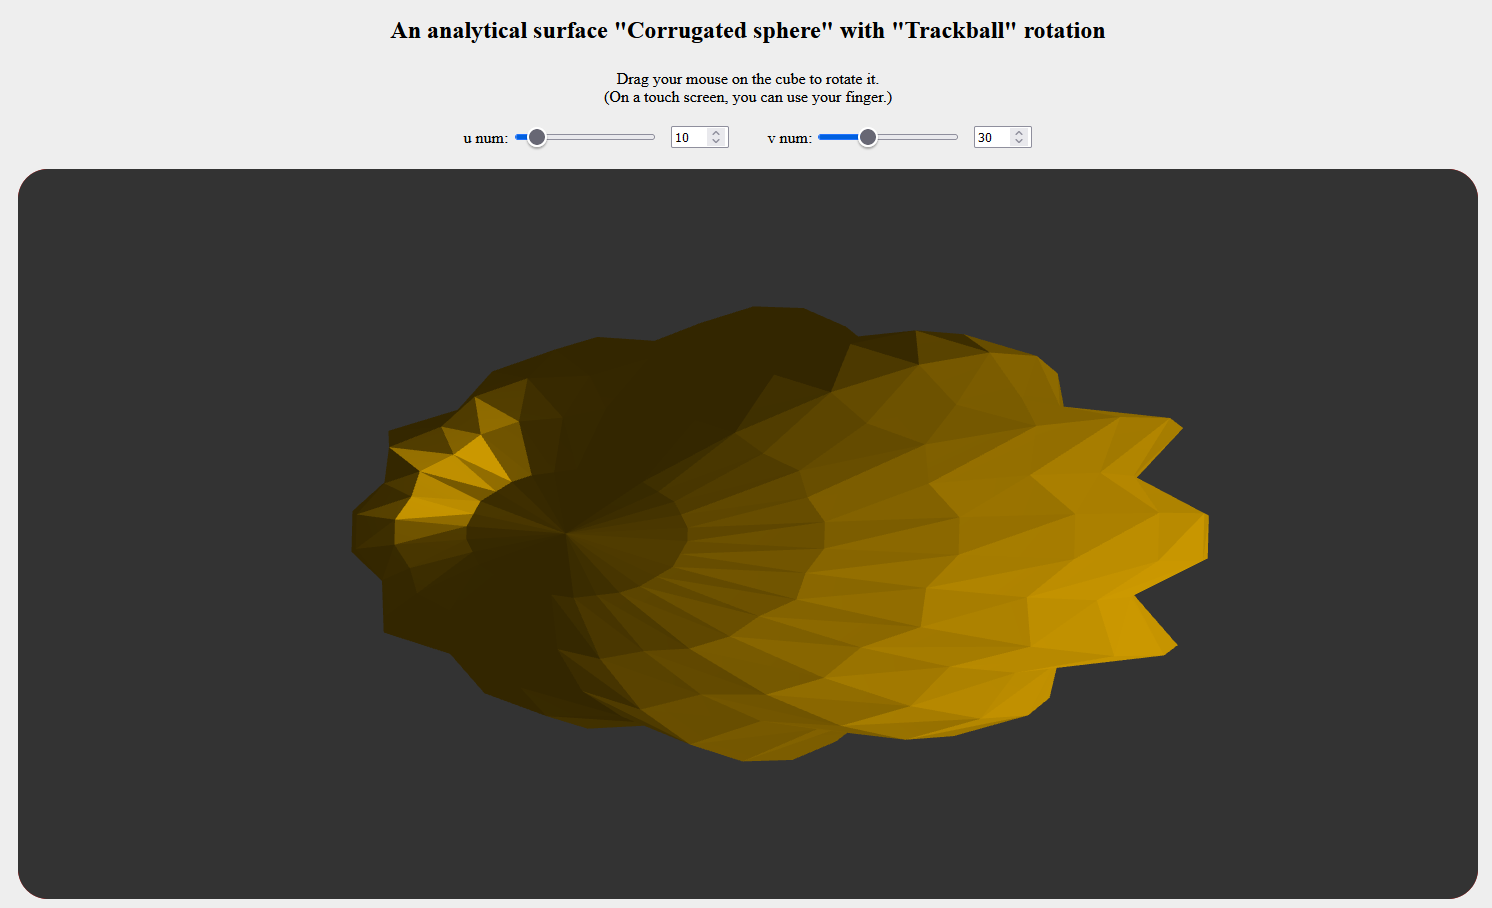 An analytical surface "Corrugated sphere" with "Trackball" rotation
Drag your mouse on the cube to rotate it.
(On a touch screen, you can use your finger.)
u num: 10 v num: 30